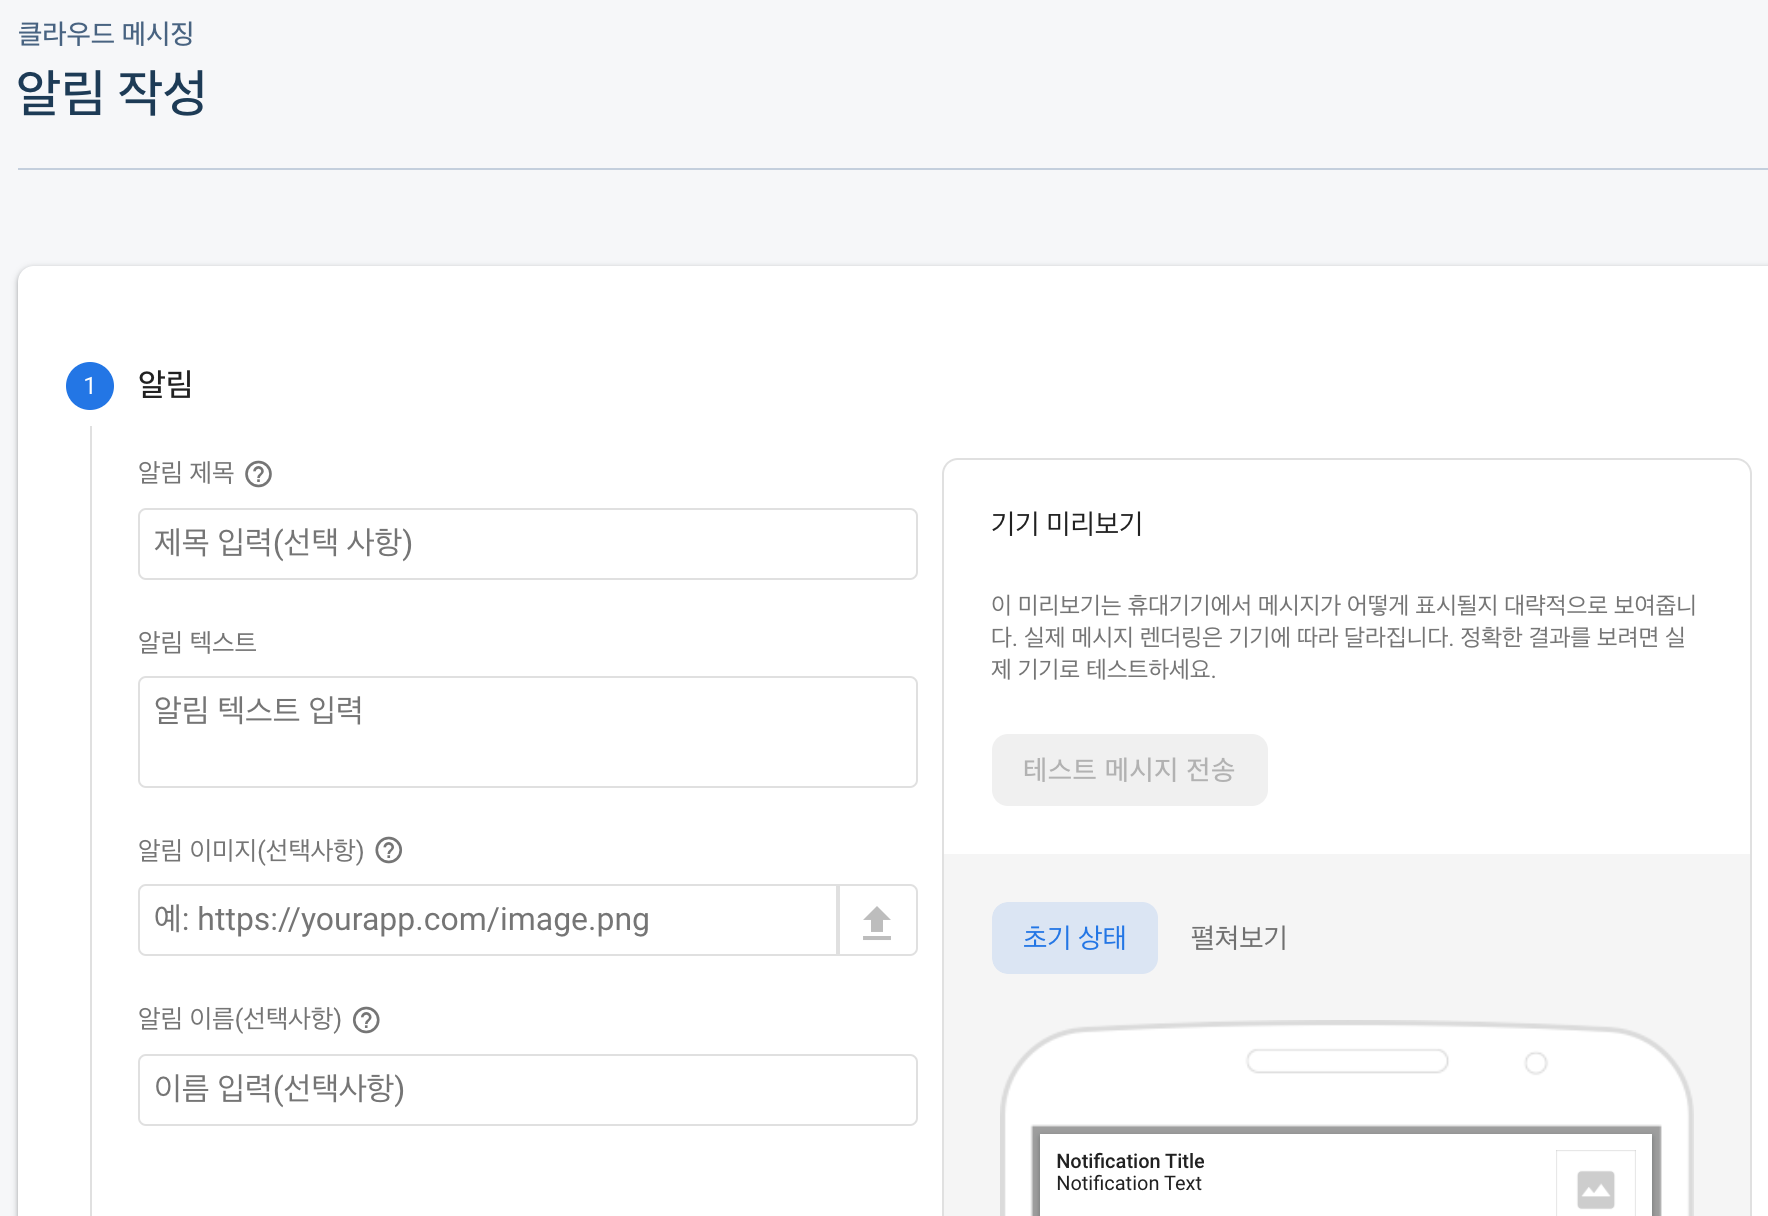 클라우드 메시징
알림 작성
1 알림
알림 제목
제목 입력(선택 사항)
알림 텍스트
알림 텍스트 입력
알림 이미지(선택사항)
예: https://yourapp.com/image.png
알림 이름(선택사항)
이름 입력(선택사항)
기기 미리보기
이 미리보기는 휴대기기에서 메시지가 어떻게 표시될지 대략적으로 보여줍니
다. 실제 메시지 렌더링은 기기에 따라 달라집니다. 정확한 결과를 보려면 실
제 기기로 테스트하세요.
테스트 메시지 전송
초기 상태 펼쳐보기
Notification Title
Notification Text